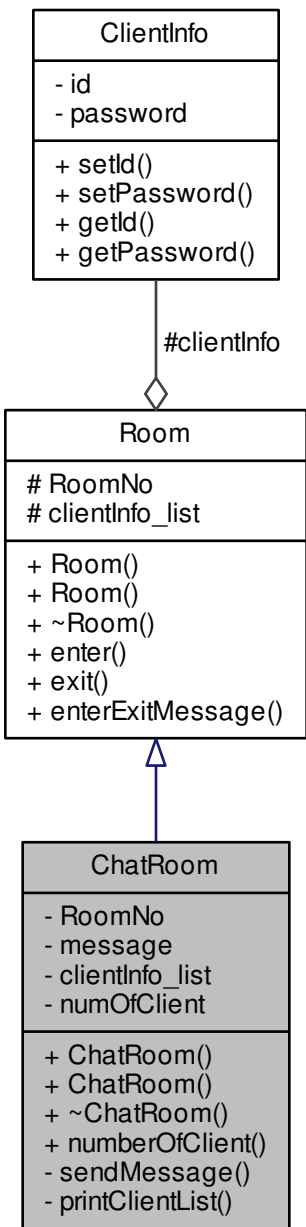 ClientInfo
- id
- password
+ setId()
+ setPassword()
+ getId()
+ getPassword()
#clientInfo
Room
# RoomNo
# clientInfo_list
+ Room()
+ Room()
+ ~Room()
+ enter()
+ exit()
+ enterExitMessage()
ChatRoom
- RoomNo
- message
- clientInfo_list
- numOfClient
+ ChatRoom()
+ ChatRoom()
+ ~ChatRoom()
+ numberOfClient()
- sendMessage()
- printClientList()